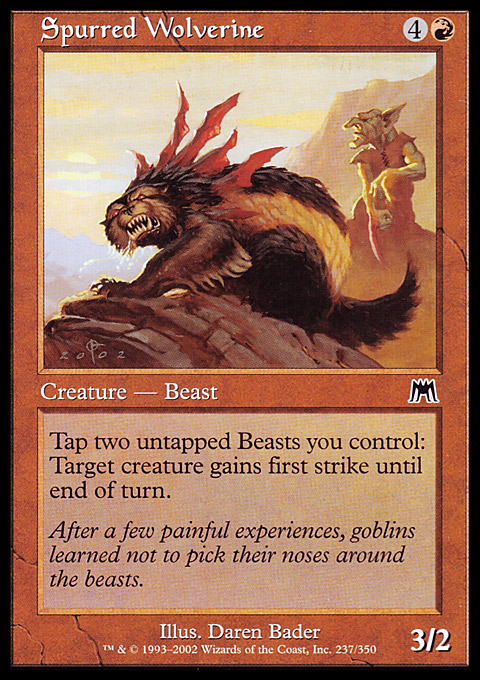 Spurred Wolverine 4
2002
Creature — Beast
Tap two untapped Beasts you control:
Target creature gains first strike until
end of turn.
After a few painful experiences, goblins
learned not to pick their noses around
the beasts.
Illus. Daren Bader
™ & © 1993–2002 Wizards of the Coast, Inc. 237/350
3/2